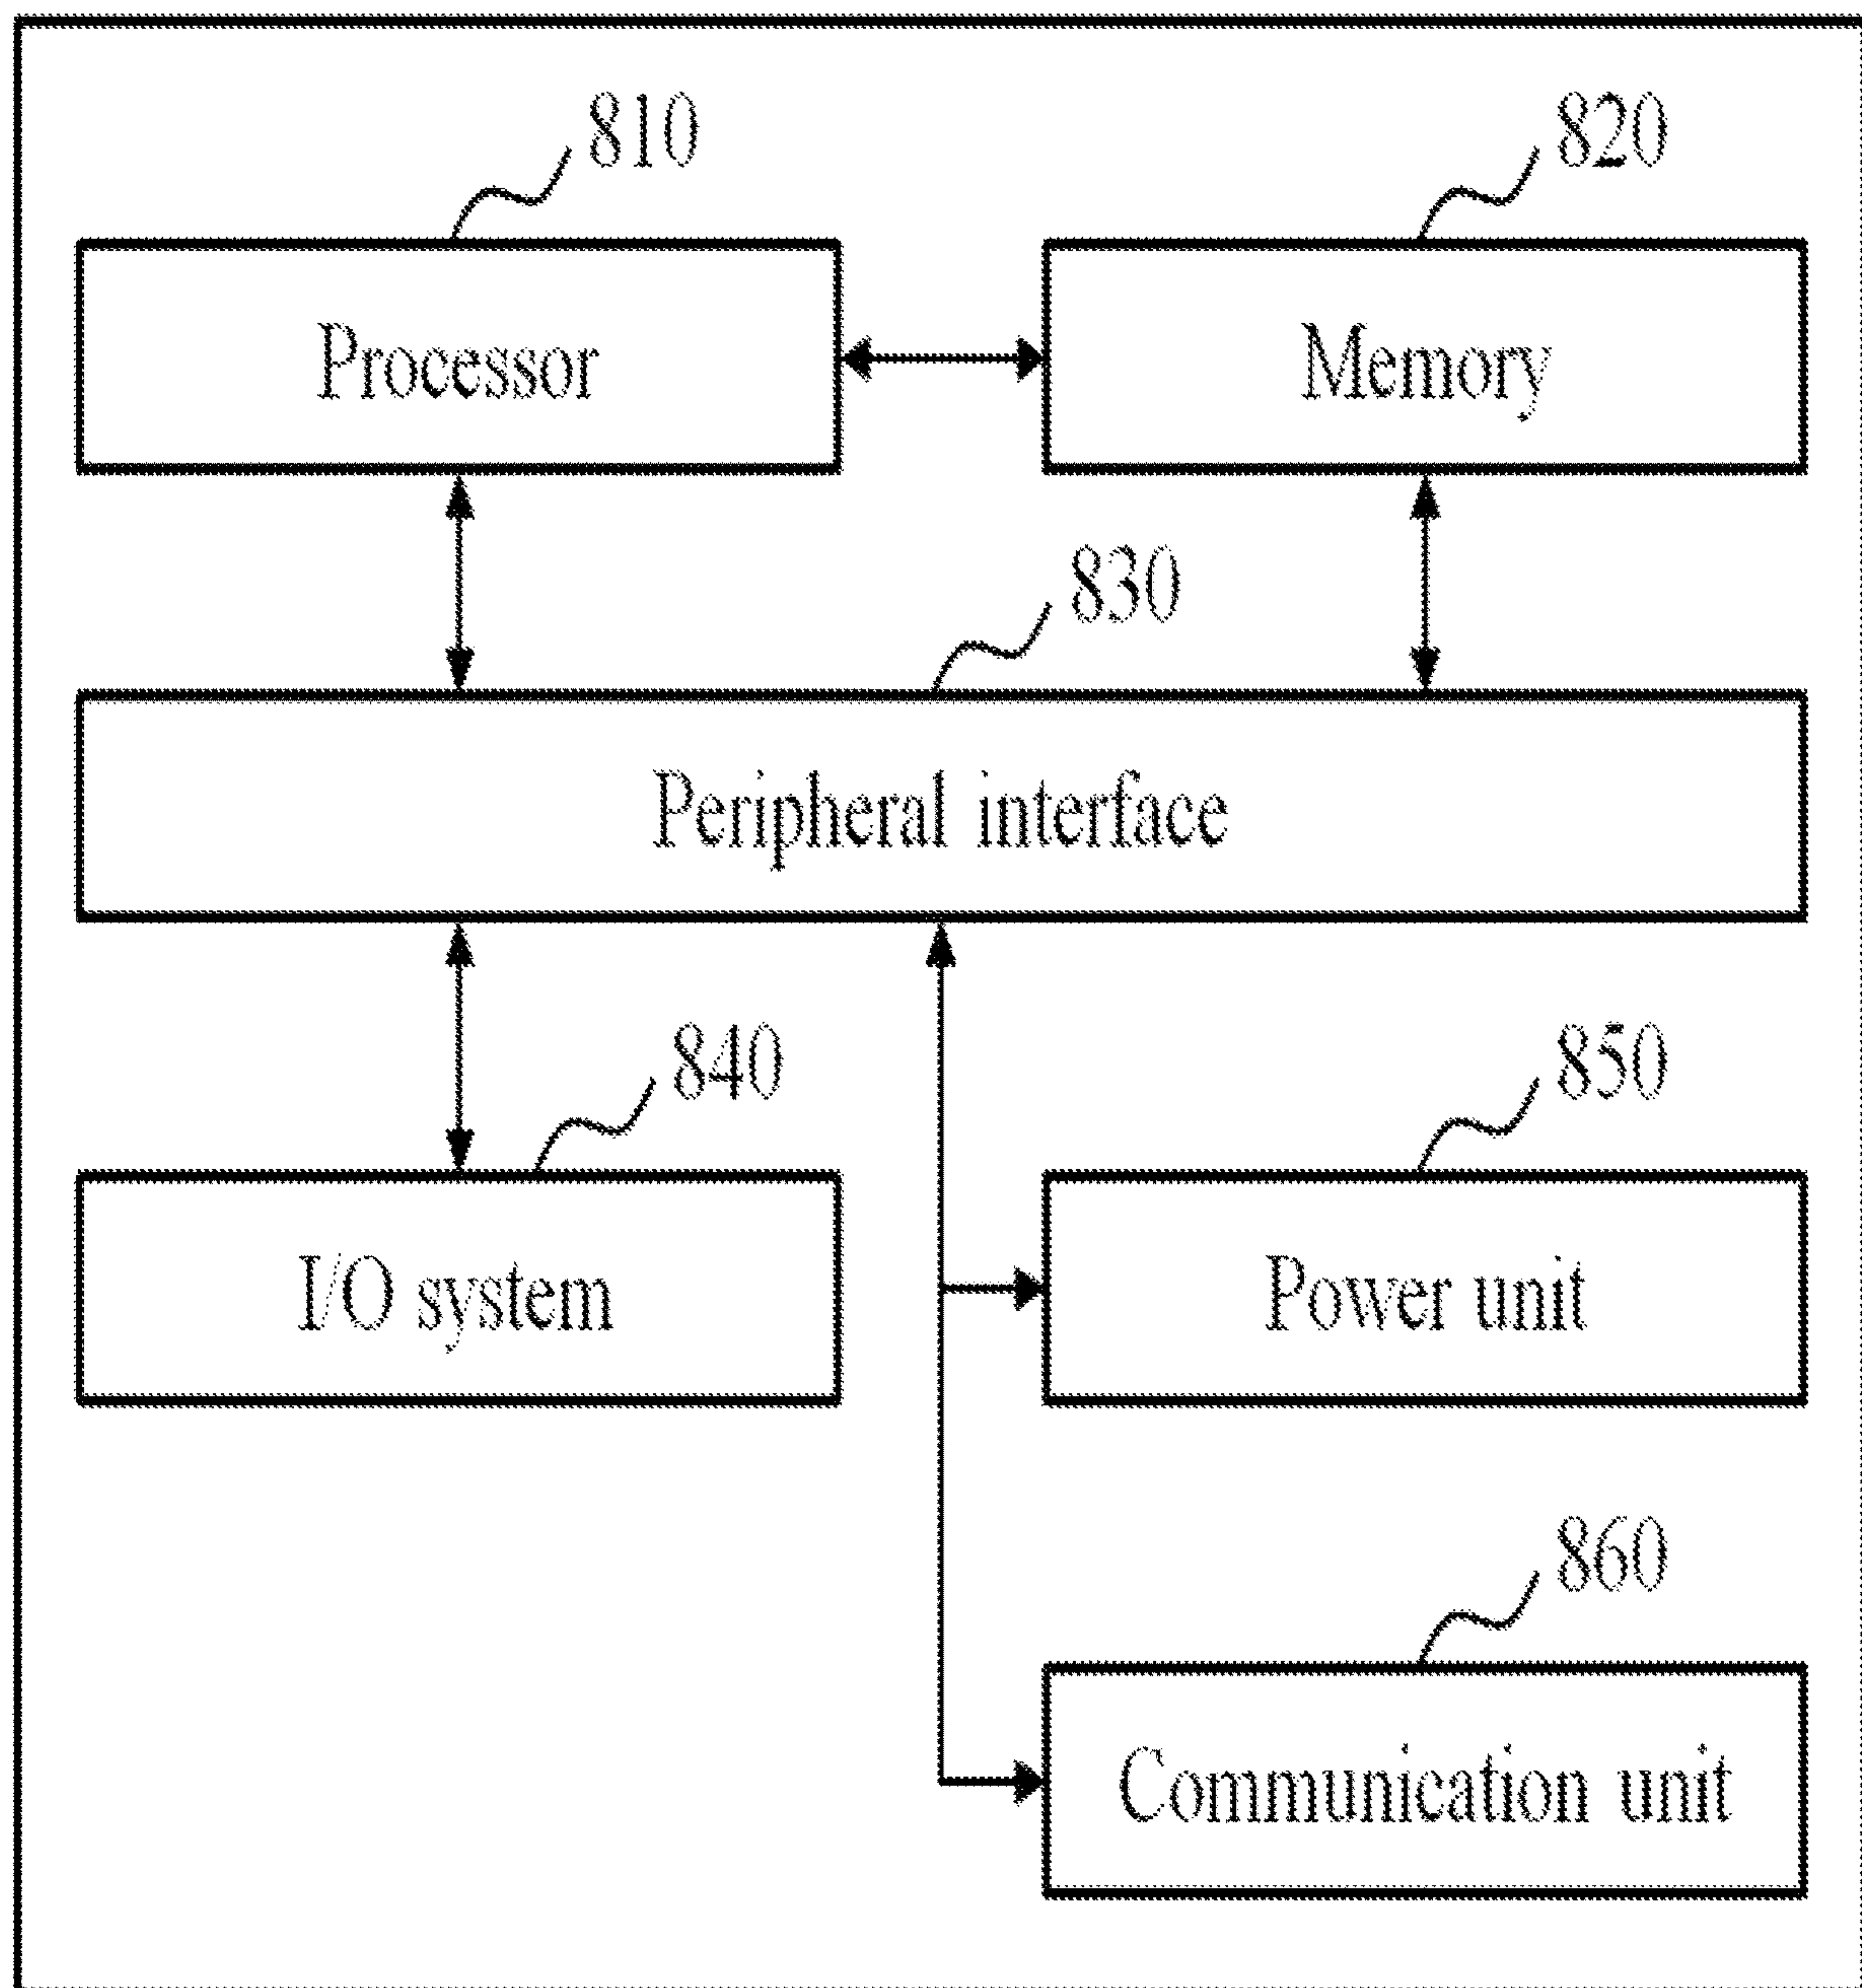 810
820
Processor
Memory
830
Peripheral interface
840
850
I/O system
Power unit
860
Communication unit